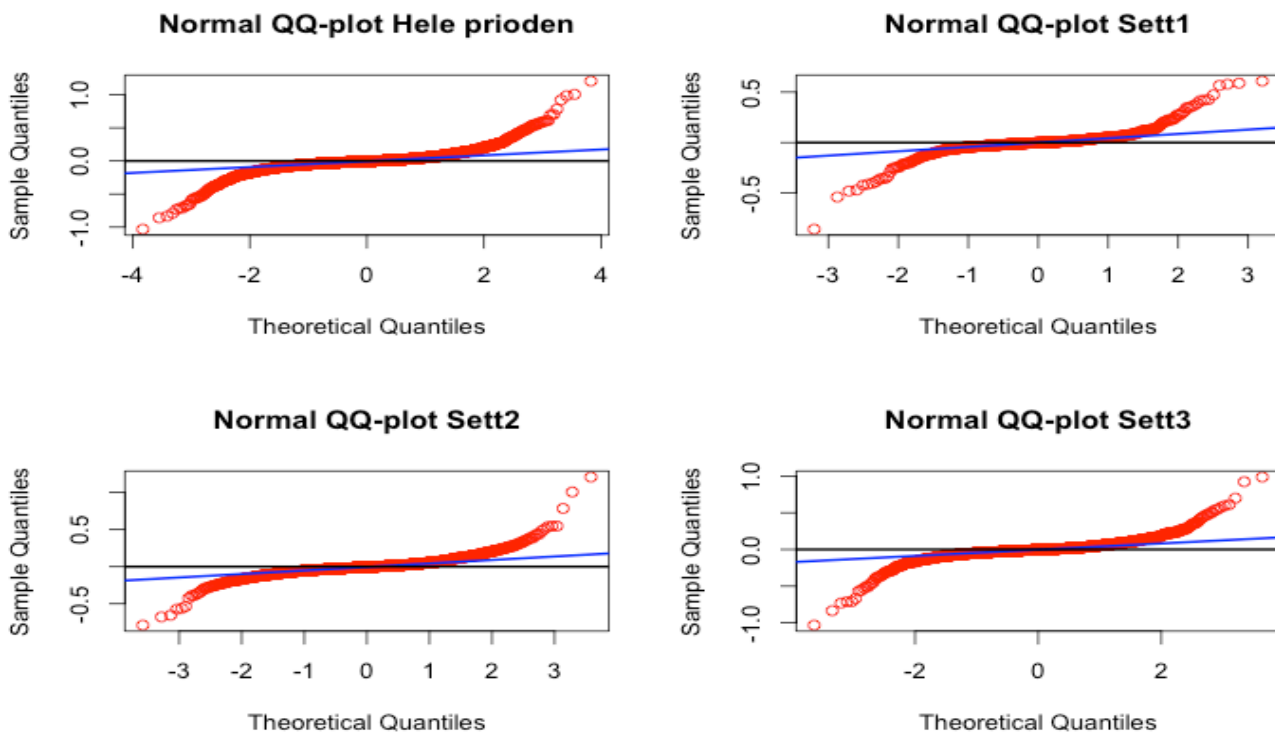 Normal QQ-plot Hele prioden
Sample Quantiles
1.0
0.0
-1.0
-4 -2 0 2 4
Theoretical Quantiles
Normal QQ-plot Sett1
Sample Quantiles
0.5
-0.5
-3 -2 -1 0 1 2 3
Theoretical Quantiles
Normal QQ-plot Sett2
Sample Quantiles
0.5
-0.5
-3 -2 -1 0 1 2 3
Theoretical Quantiles
Normal QQ-plot Sett3
Sample Quantiles
1.0
0.0
-1.0
-2 0 2
Theoretical Quantiles